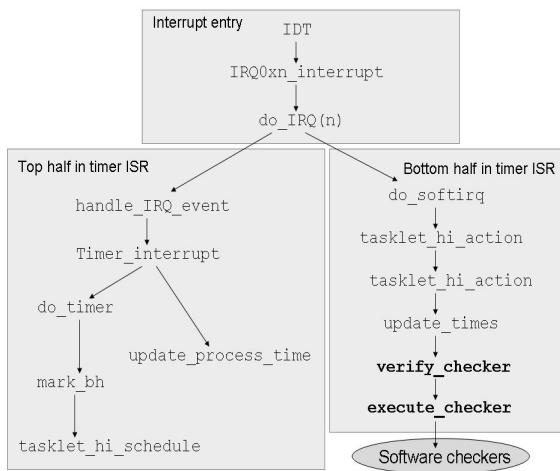 Interrupt entry
IDT
IRQ0xn_interrupt
do_IRQ(n)
Top half in timer ISR
handle_IRQ_event
Timer_interrupt
do_timer
update_process_time
mark_bh
tasklet_hi_schedule
Bottom half in timer ISR
do_softirq
tasklet_hi_action
tasklet_hi_action
update_times
verify_checker
execute_checker
Software checkers